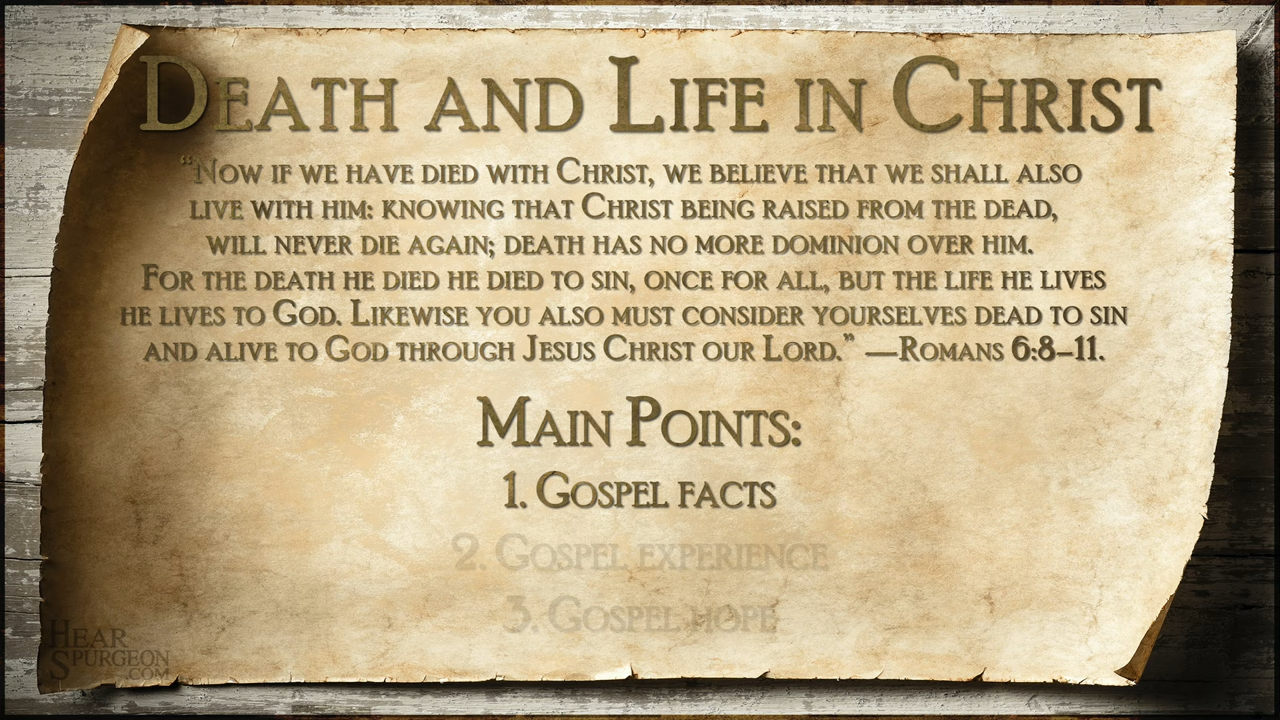 Death and Life in Christ
“Now if we have died with Christ, we believe that we shall also
live with him: knowing that Christ being raised from the dead,
will never die again; death has no more dominion over him.
For the death he died he died to sin, once for all, but the life he lives
he lives to God. Likewise you also must consider yourselves dead to sin
and alive to God through Jesus Christ our Lord.” —Romans 6:8–11.
Main Points:
1. Gospel facts
2. Gospel experience
3. Gospel hope
Hear
Spurgeon
.com